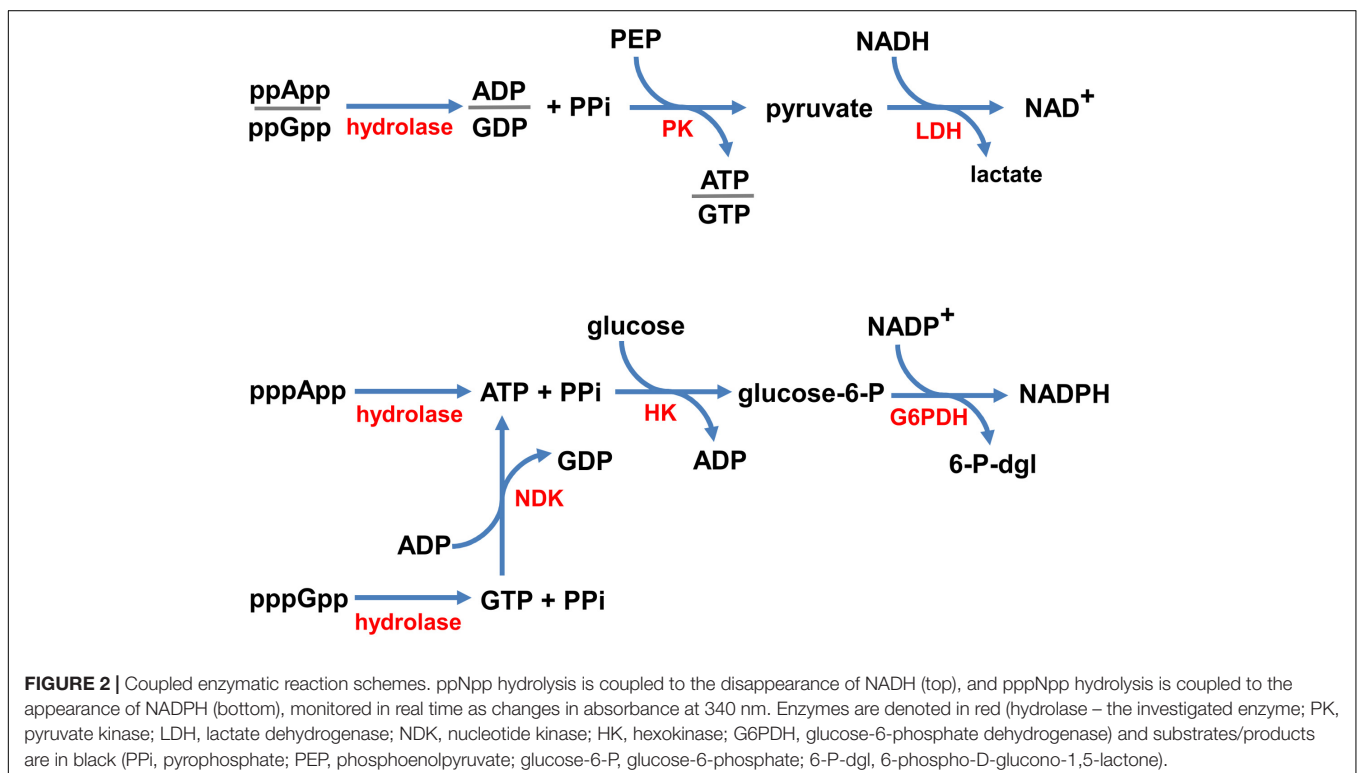 PEP
NADH
ppApp
ppGpp
hydrolase
ADP
GDP
+ PPi
PK
pyruvate
LDH
NAD+
ATP
GTP
lactate
glucose
NADP+
pppApp
hydrolase
ATP + PPi
HK
glucose-6-P
G6PDH
NADPH
GDP
ADP
6-P-dgl
NDK
ADP
pppGpp
hydrolase
GTP + PPi
FIGURE 2 | Coupled enzymatic reaction schemes. ppNpp hydrolysis is coupled to the disappearance of NADH (top), and pppNpp hydrolysis is coupled to the
appearance of NADPH (bottom), monitored in real time as changes in absorbance at 340 nm. Enzymes are denoted in red (hydrolase – the investigated enzyme; PK,
pyruvate kinase; LDH, lactate dehydrogenase; NDK, nucleotide kinase; HK, hexokinase; G6PDH, glucose-6-phosphate dehydrogenase) and substrates/products
are in black (PPi, pyrophosphate; PEP, phosphoenolpyruvate; glucose-6-P, glucose-6-phosphate; 6-P-dgl, 6-phospho-D-glucono-1,5-lactone).